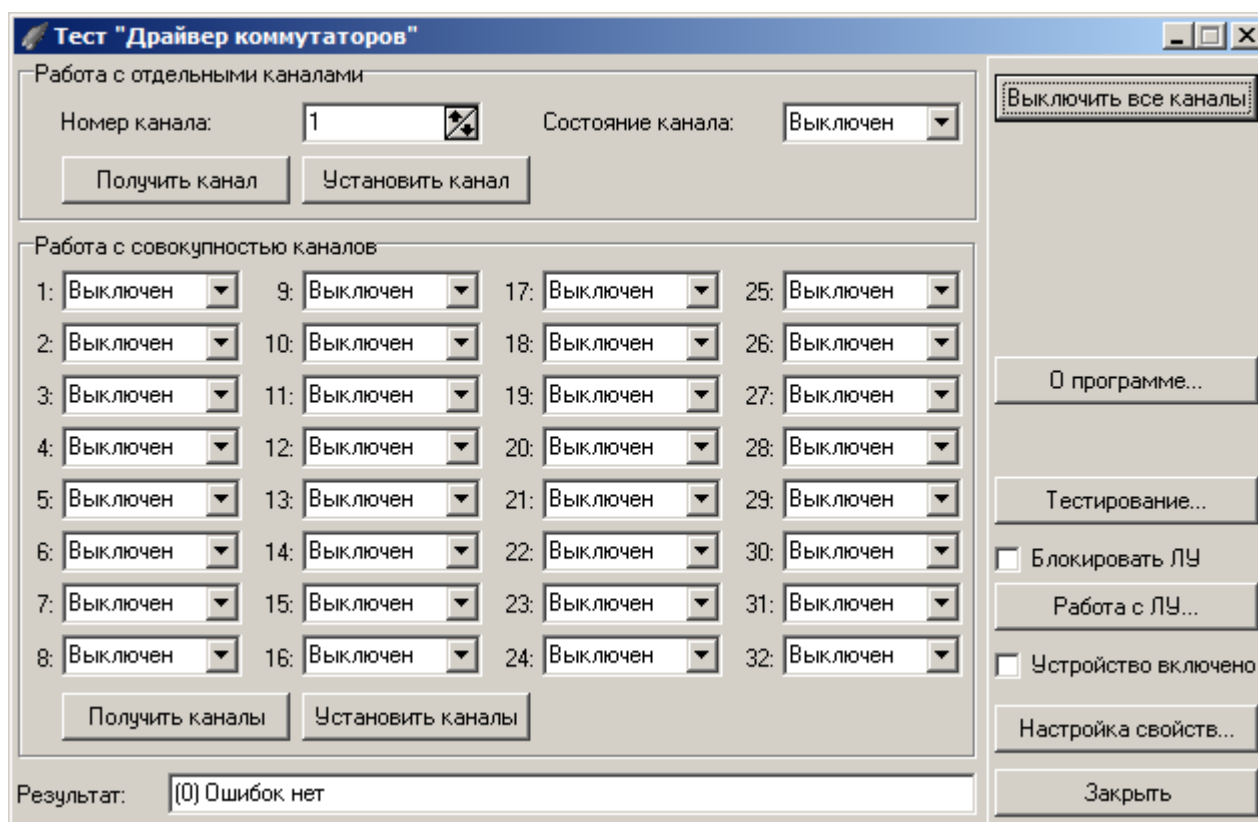 Тест "Драйвер коммутаторов"
Работа с отдельными каналами
Номер канала: 1 Состояние канала: Выключен
Получить канал Установить канал
Работа с совокупностью каналов
1: Выключен 9: Выключен 17: Выключен 25: Выключен
2: Выключен 10: Выключен 18: Выключен 26: Выключен
3: Выключен 11: Выключен 19: Выключен 27: Выключен
4: Выключен 12: Выключен 20: Выключен 28: Выключен
5: Выключен 13: Выключен 21: Выключен 29: Выключен
6: Выключен 14: Выключен 22: Выключен 30: Выключен
7: Выключен 15: Выключен 23: Выключен 31: Выключен
8: Выключен 16: Выключен 24: Выключен 32: Выключен
Получить каналы Установить каналы
Результат: (0) Ошибок нет
Выключить все каналы
О программе...
Тестирование...
Блокировать ЛУ
Работа с ЛУ...
Устройство включено
Настройка свойств...
Закрыть